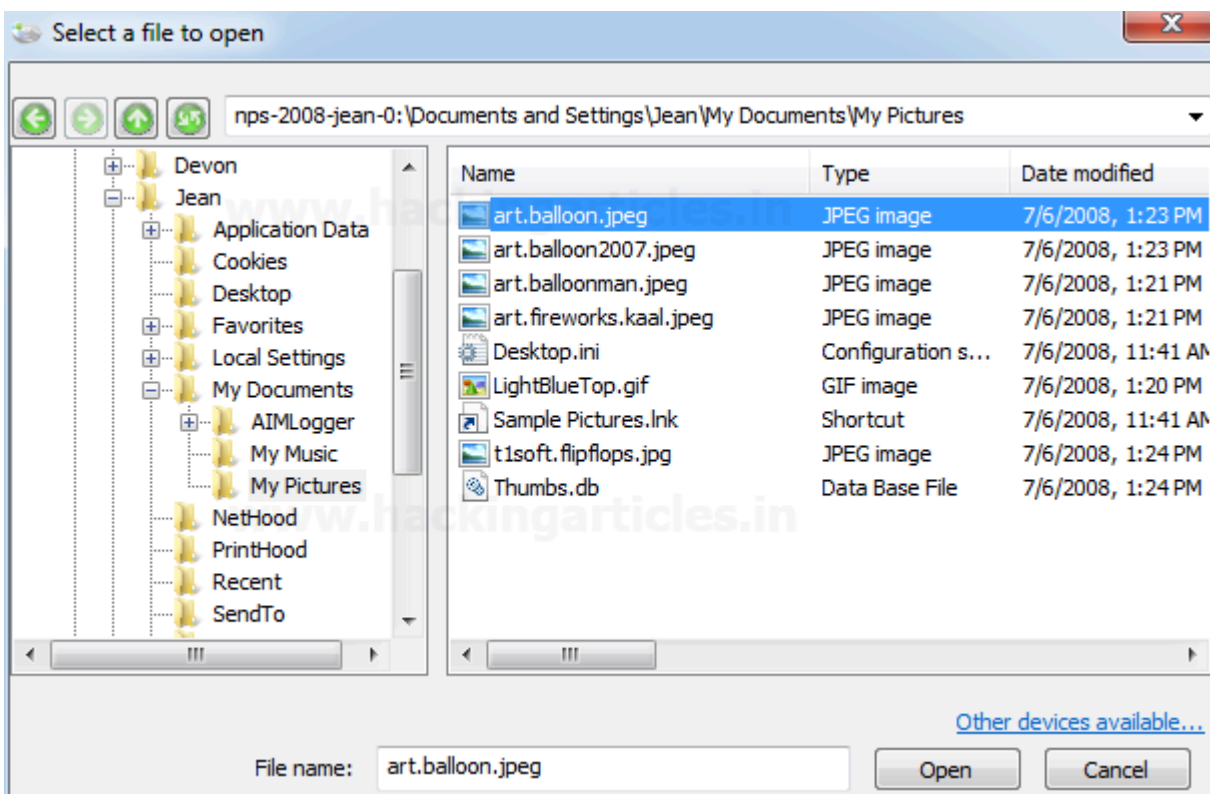 Select a file to open
nps-2008-jean-0:\Documents and Settings\Jean\My Documents\My Pictures
Devon
Jean
Application Data
Cookies
Desktop
Favorites
Local Settings
My Documents
AIMLogger
My Music
My Pictures
NetHood
PrintHood
Recent
SendTo
Name Type Date modified
art.balloon.jpeg JPEG image 7/6/2008, 1:23 PM
art.balloon2007.jpeg JPEG image 7/6/2008, 1:23 PM
art.balloonman.jpeg JPEG image 7/6/2008, 1:21 PM
art.fireworks.kaal.jpeg JPEG image 7/6/2008, 1:21 PM
Desktop.ini Configuration s... 7/6/2008, 11:41 AM
LightBlueTop.gif GIF image 7/6/2008, 1:20 PM
Sample Pictures.lnk Shortcut 7/6/2008, 11:41 AM
t1soft.flipflops.jpg JPEG image 7/6/2008, 1:24 PM
Thumbs.db Data Base File 7/6/2008, 1:24 PM
www.hackingarticles.in
www.hackingarticles.in
Other devices available...
File name: art.balloon.jpeg Open Cancel